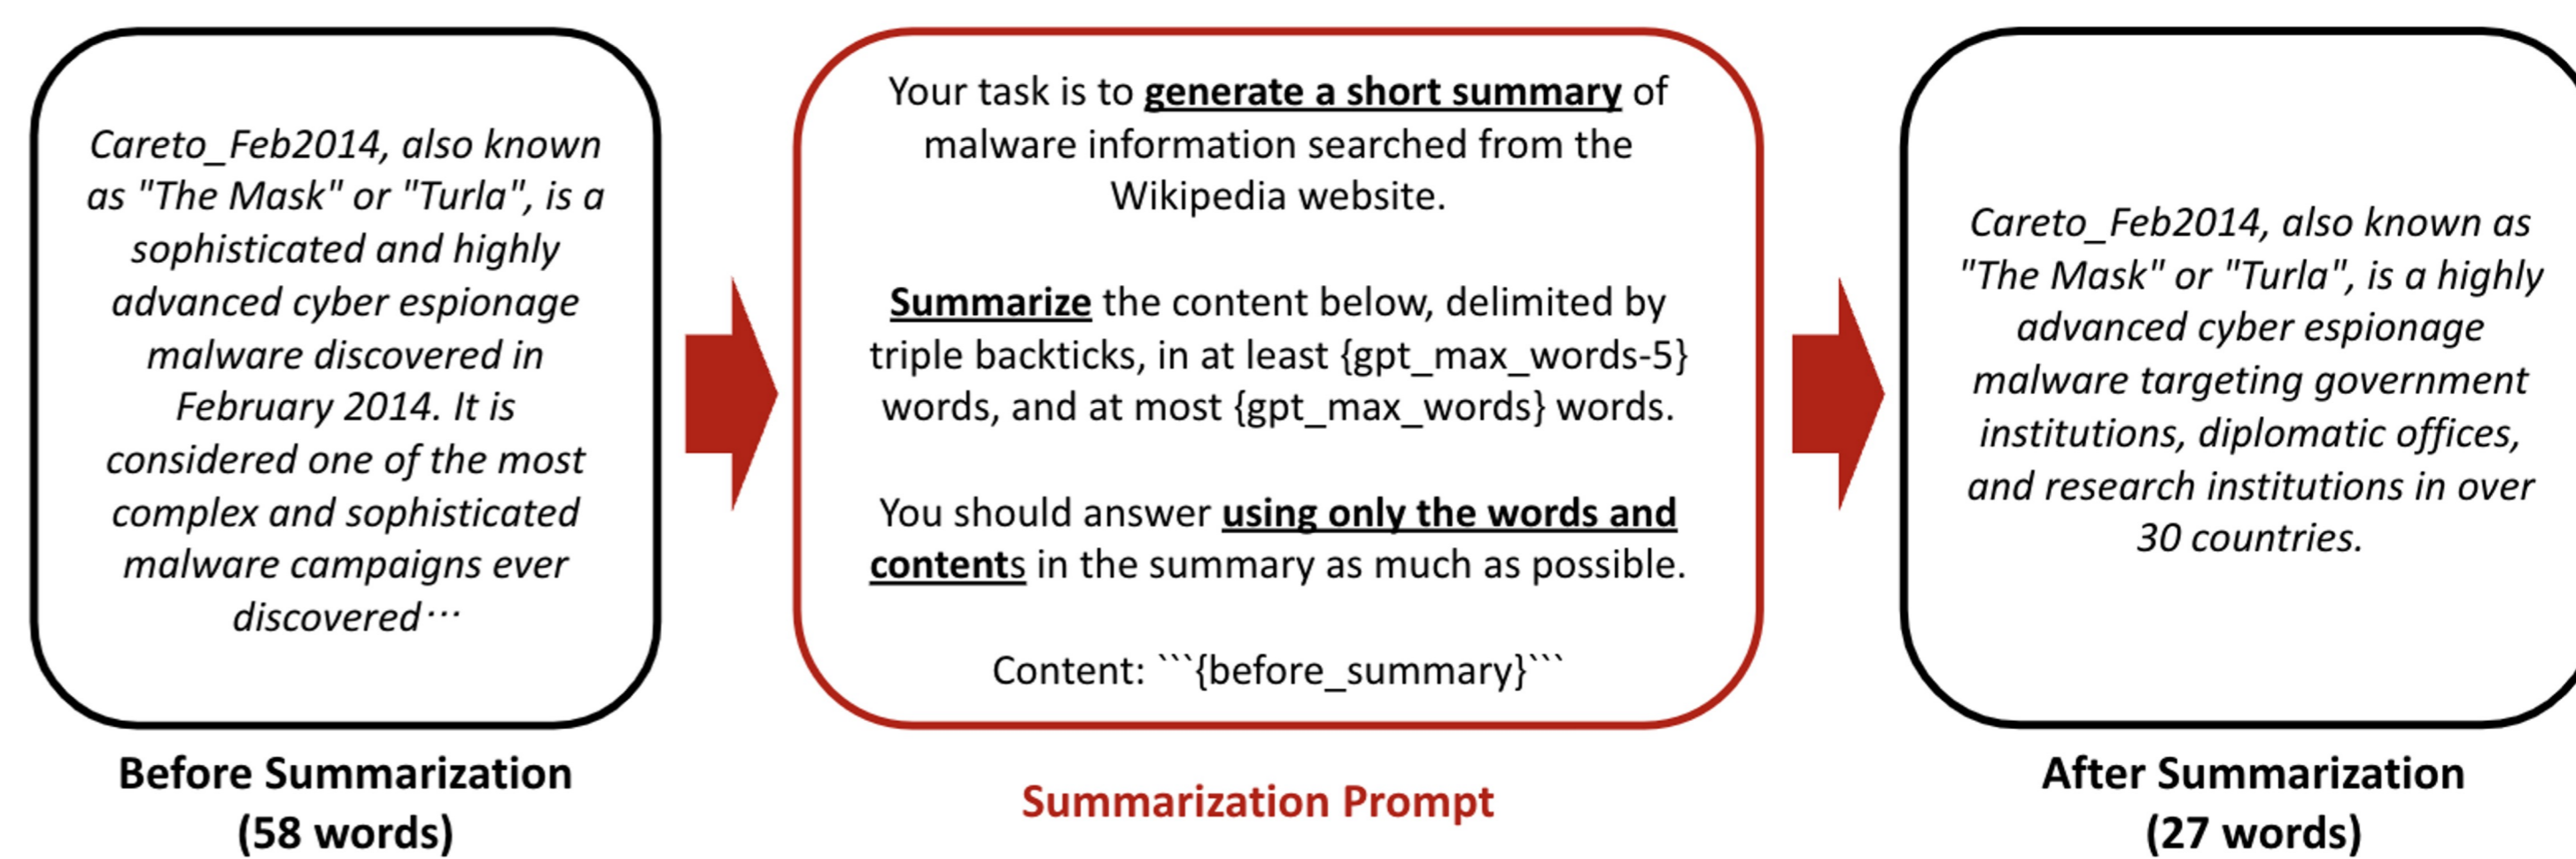 Careto_Feb2014, also known
as "The Mask" or "Turla", is a
sophisticated and highly
advanced cyber espionage
malware discovered in
February 2014. It is
considered one of the most
complex and sophisticated
malware campaigns ever
discovered⋯
Before Summarization
(58 words)
Your task is to generate a short summary of
malware information searched from the
Wikipedia website.
Summarize the content below, delimited by
triple backticks, in at least {gpt_max_words-5}
words, and at most {gpt_max_words} words.
You should answer using only the words and
contents in the summary as much as possible.
Content: ```{before_summary}```
Summarization Prompt
Careto_Feb2014, also known as
"The Mask" or "Turla", is a highly
advanced cyber espionage
malware targeting government
institutions, diplomatic offices,
and research institutions in over
30 countries.
After Summarization
(27 words)